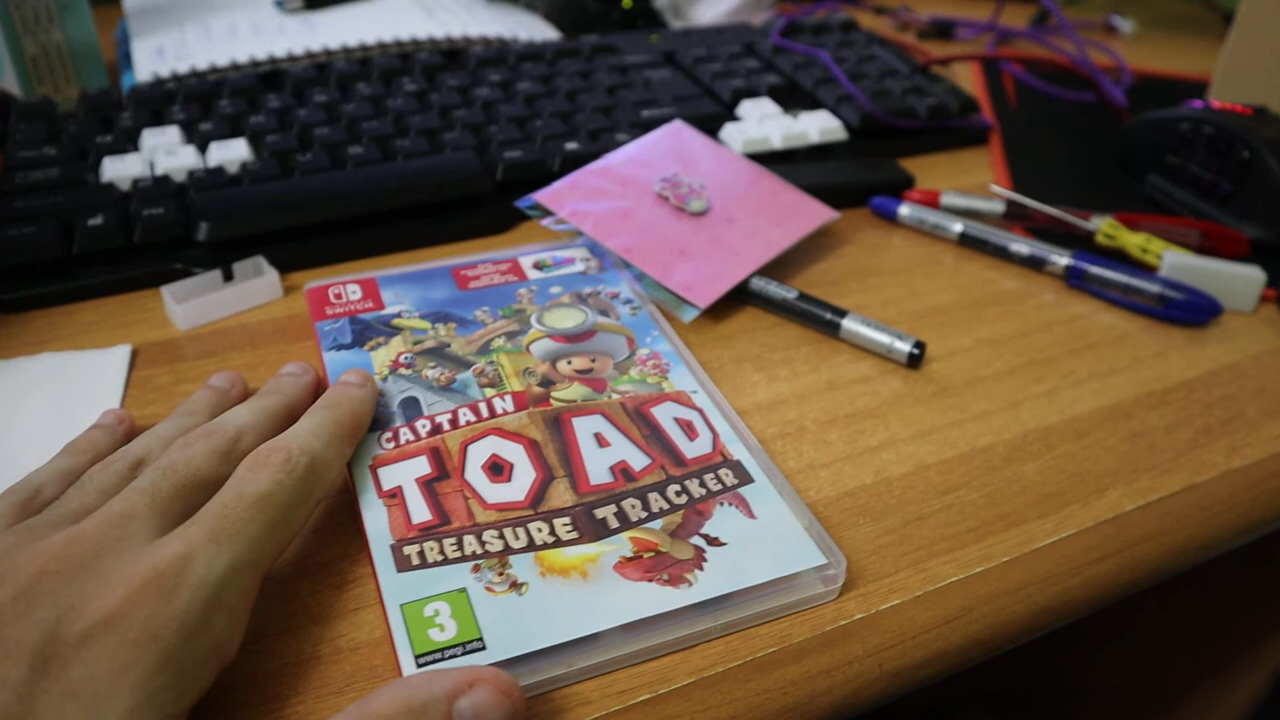 NINTENDO
SWITCH
CAPTAIN
TOAD
TREASURE TRACKER
3
www.pegi.info